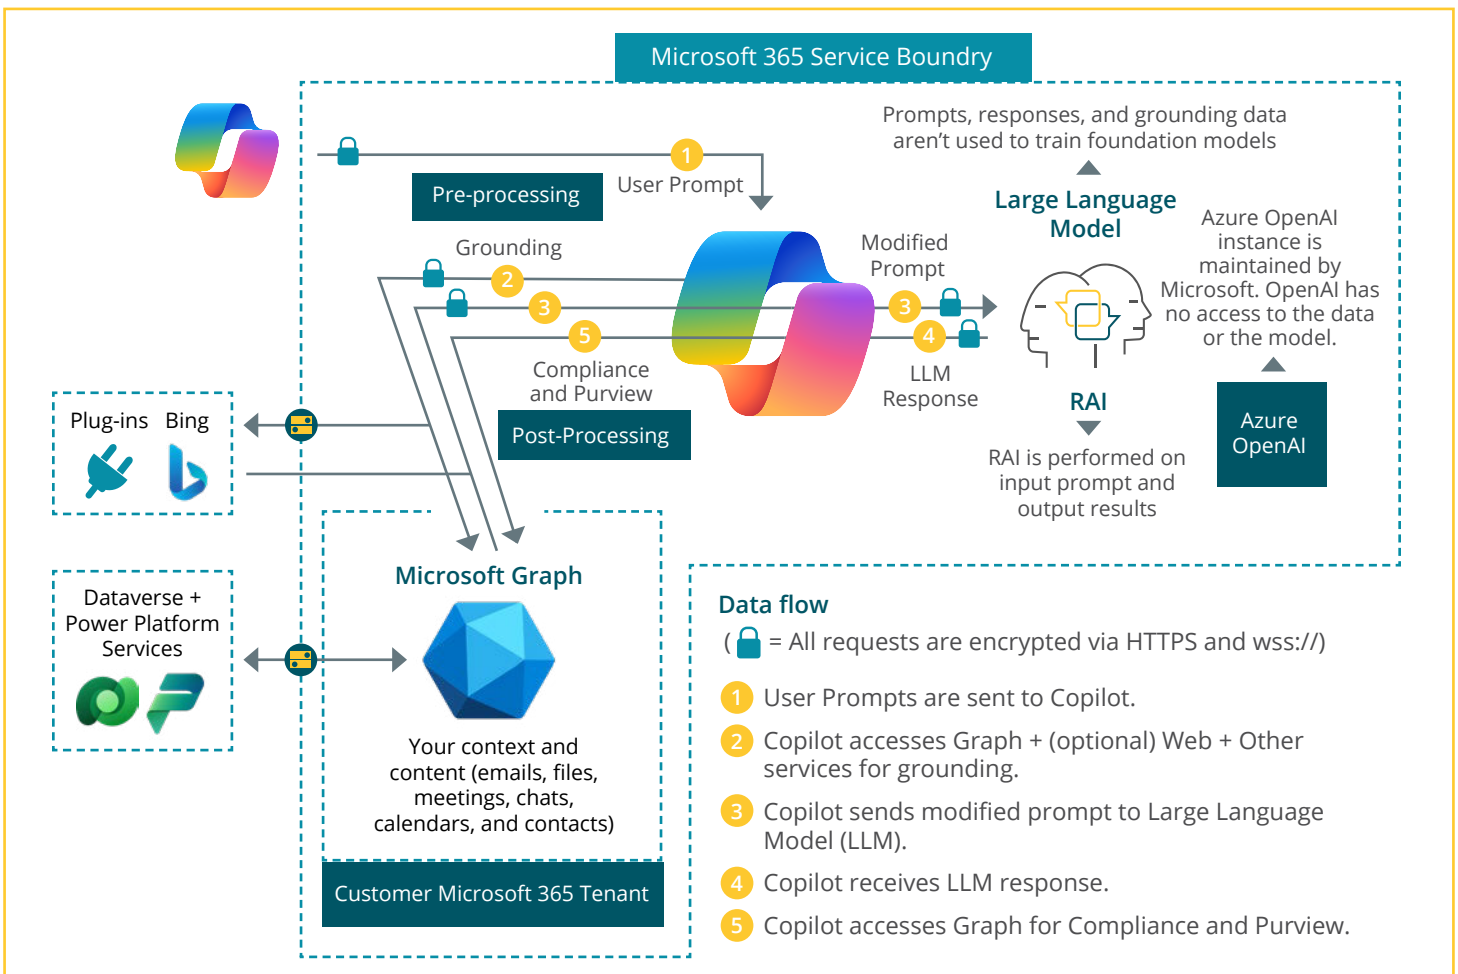 Microsoft 365 Service Boundry
Prompts, responses, and grounding data
aren't used to train foundation models
1
User Prompt
Pre-processing
Large Language
Model
Azure OpenAI
instance is
maintained by
Microsoft. OpenAI has
no access to the data
or the model.
Grounding
2
3
5
Compliance
and Purview
Post-Processing
Modified
Prompt
3
4
LLM
Response
RAI
RAI is performed on
input prompt and
output results
Azure
OpenAI
Plug-ins
Bing
Dataverse +
Power Platform
Services
Microsoft Graph
Your context and
content (emails, files,
meetings, chats,
calendars, and contacts)
Customer Microsoft 365 Tenant
Data flow
( = All requests are encrypted via HTTPS and wss://)
1 User Prompts are sent to Copilot.
2 Copilot accesses Graph + (optional) Web + Other
services for grounding.
3 Copilot sends modified prompt to Large Language
Model (LLM).
4 Copilot receives LLM response.
5 Copilot accesses Graph for Compliance and Purview.